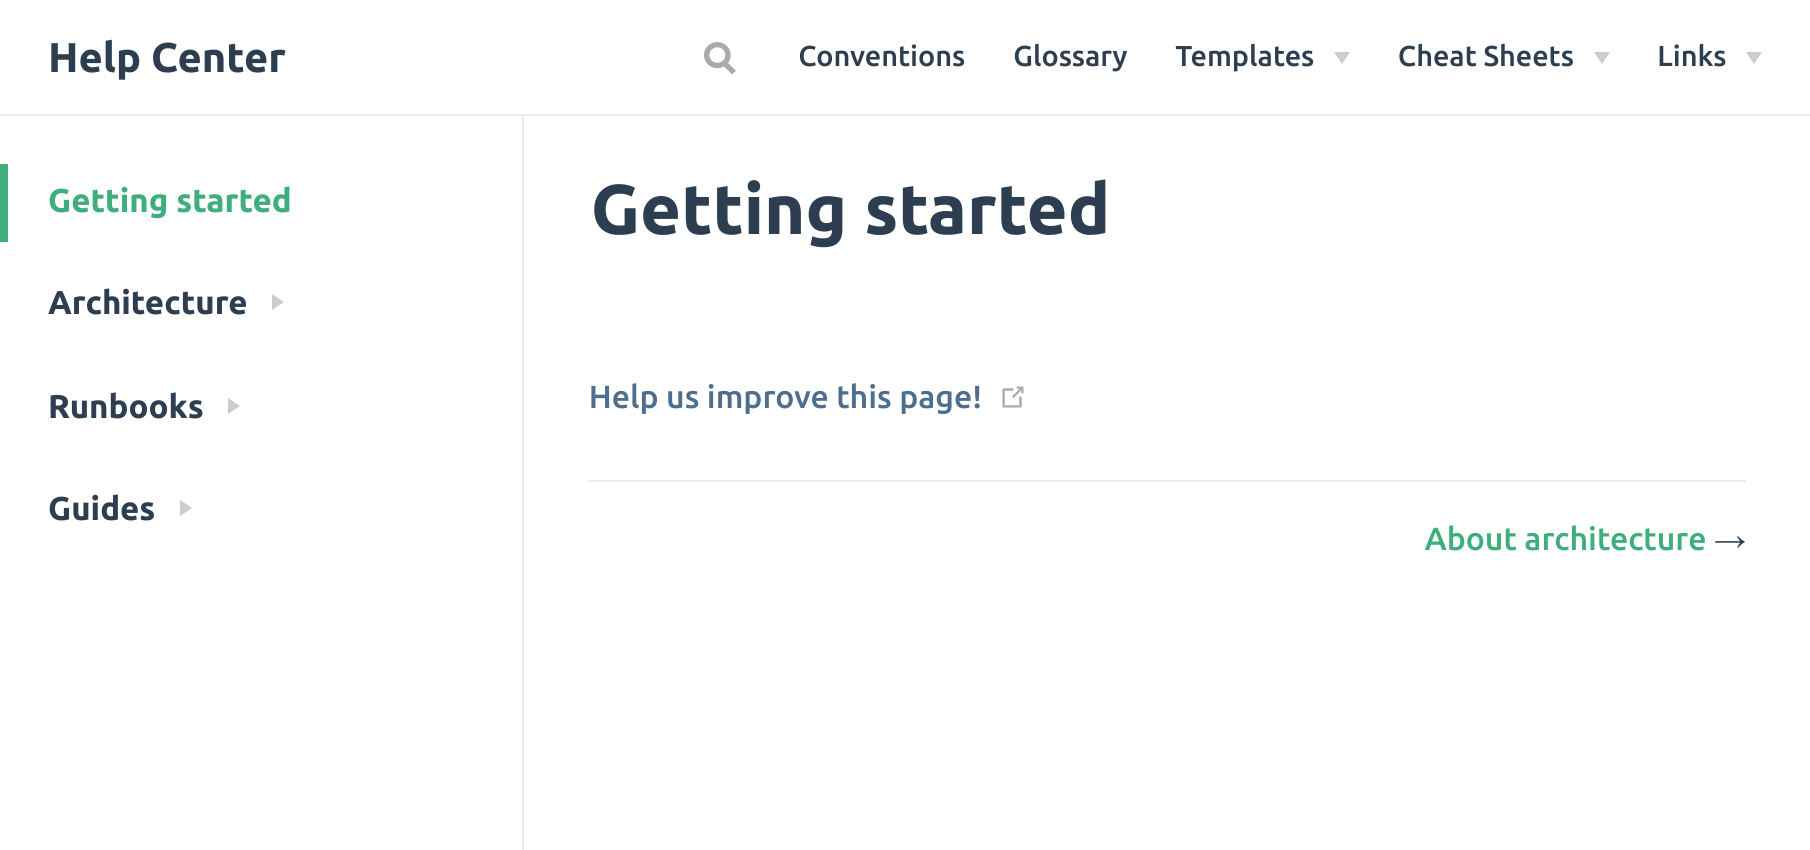 Help Center
Conventions Glossary Templates Cheat Sheets Links
Getting started
Architecture
Runbooks
Guides
Getting started
Help us improve this page!
About architecture →